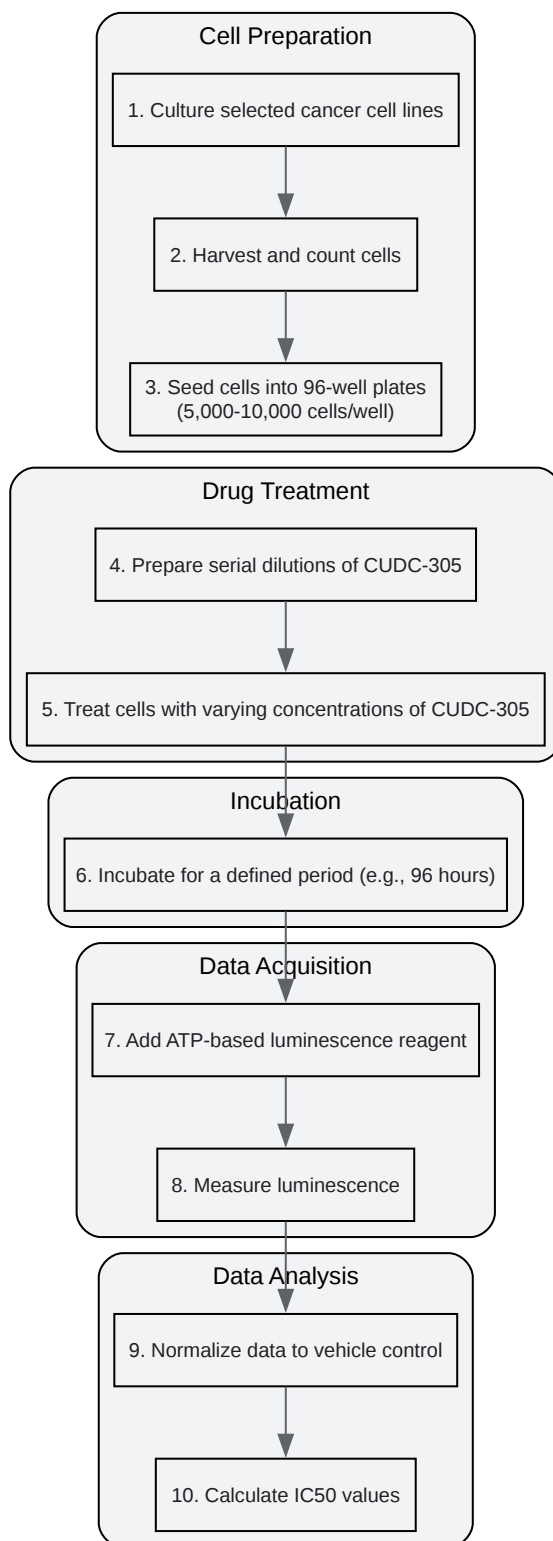 Cell Preparation
1. Culture selected cancer cell lines
2. Harvest and count cells
3. Seed cells into 96-well plates
(5,000-10,000 cells/well)
Drug Treatment
4. Prepare serial dilutions of CUDC-305
5. Treat cells with varying concentrations of CUDC-305
Incubation
6. Incubate for a defined period (e.g., 96 hours)
Data Acquisition
7. Add ATP-based luminescence reagent
8. Measure luminescence
Data Analysis
9. Normalize data to vehicle control
10. Calculate IC50 values